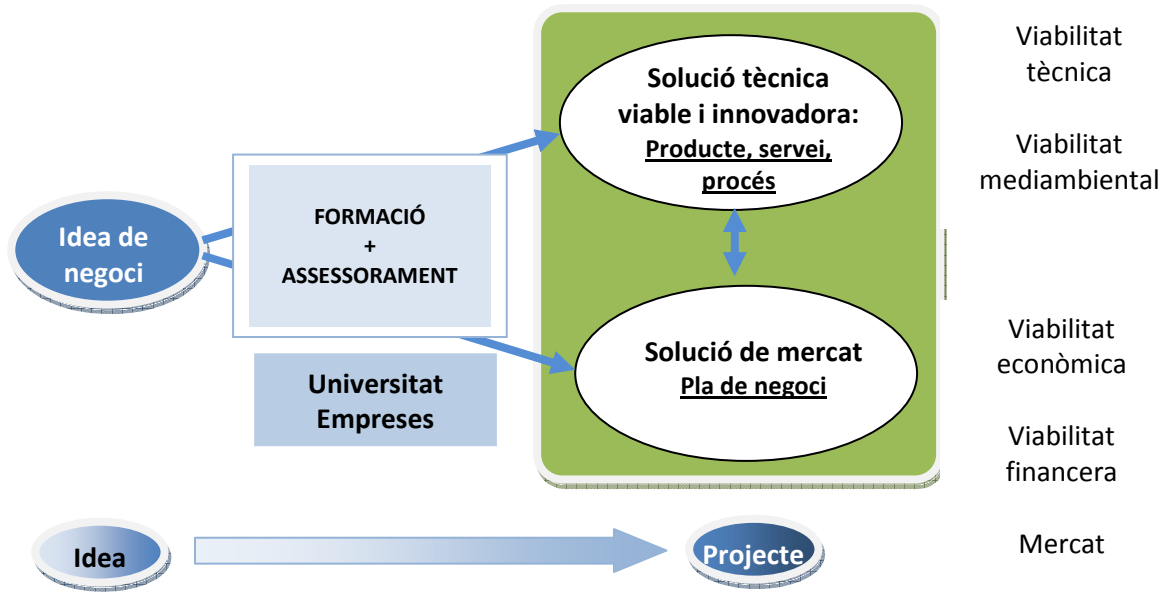 Idea de
negoci
FORMACIÓ
+
ASSESSORAMENT
Universitat
Empreses
Solució tècnica
viable i innovadora:
Producte, servei,
procés
Solució de mercat
Pla de negoci
Viabilitat
tècnica
Viabilitat
mediambiental
Viabilitat
econòmica
Viabilitat
financera
Mercat
Idea
Projecte